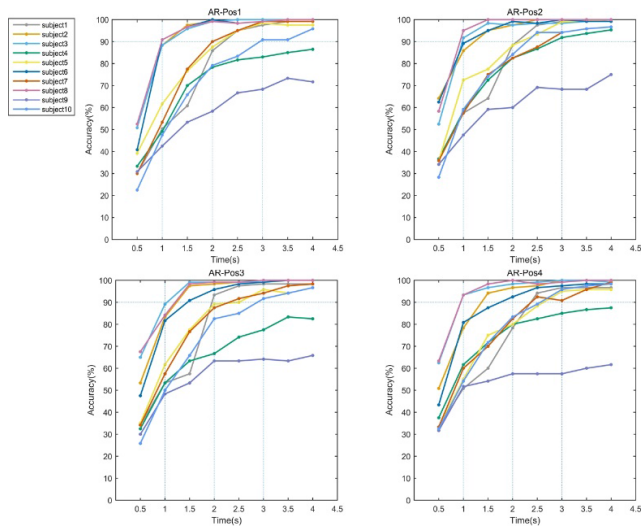 subject1
subject2
subject3
subject4
subject5
subject6
subject7
subject8
subject9
subject10
AR-Pos1
Accuracy(%)
100
90
80
70
60
50
40
30
20
10
0
0.5 1 1.5 2 2.5 3 3.5 4 4.5
Time(s)
AR-Pos2
Accuracy(%)
100
90
80
70
60
50
40
30
20
10
0
0.5 1 1.5 2 2.5 3 3.5 4 4.5
Time(s)
AR-Pos3
Accuracy(%)
100
90
80
70
60
50
40
30
20
10
0
0.5 1 1.5 2 2.5 3 3.5 4 4.5
Time(s)
AR-Pos4
Accuracy(%)
100
90
80
70
60
50
40
30
20
10
0
0.5 1 1.5 2 2.5 3 3.5 4 4.5
Time(s)